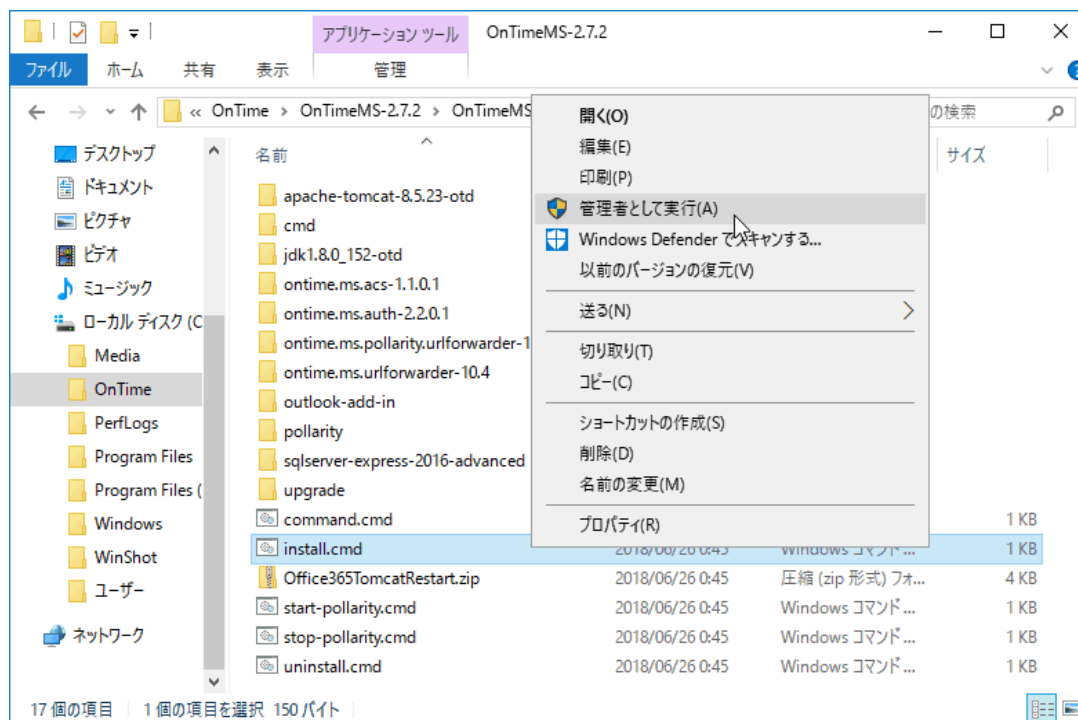 アプリケーション ツール
OnTimeMS-2.7.2
ファイル
ホーム
共有
表示
管理
« OnTime › OnTimeMS-2.7.2 › OnTimeMS
の検索
デスクトップ
ドキュメント
ピクチャ
ビデオ
ミュージック
ローカル ディスク (C
Media
OnTime
PerfLogs
Program Files
Program Files (
Windows
WinShot
ユーザー
ネットワーク
名前
サイズ
apache-tomcat-8.5.23-otd
cmd
jdk1.8.0_152-otd
ontime.ms.acs-1.1.0.1
ontime.ms.auth-2.2.0.1
ontime.ms.pollarity.urlforwarder-1
ontime.ms.urlforwarder-10.4
outlook-add-in
pollarity
sqlserver-express-2016-advanced
upgrade
command.cmd 1 KB
install.cmd 2018/06/26 0:45 Windows コマンド ... 1 KB
Office365TomcatRestart.zip 2018/06/26 0:45 圧縮 (zip 形式) フォ... 4 KB
start-pollarity.cmd 2018/06/26 0:45 Windows コマンド ... 1 KB
stop-pollarity.cmd 2018/06/26 0:45 Windows コマンド ... 1 KB
uninstall.cmd 2018/06/26 0:45 Windows コマンド ... 1 KB
開く(O)
編集(E)
印刷(P)
管理者として実行(A)
Windows Defender でスキャンする...
以前のバージョンの復元(V)
送る(N)
切り取り(T)
コピー(C)
ショートカットの作成(S)
削除(D)
名前の変更(M)
プロパティ(R)
17 個の項目
1 個の項目を選択 150 バイト